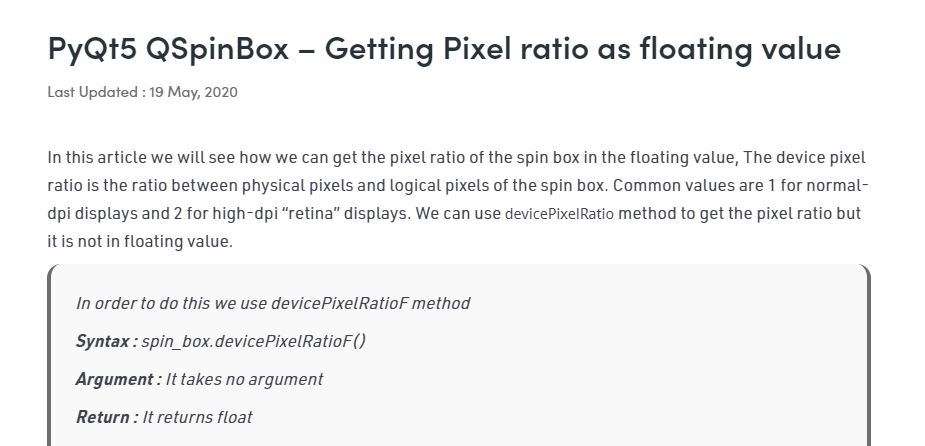 PyQt5 QSpinBox – Getting Pixel ratio as floating value
Last Updated : 19 May, 2020
In this article we will see how we can get the pixel ratio of the spin box in the floating value, The device pixel
ratio is the ratio between physical pixels and logical pixels of the spin box. Common values are 1 for normal-
dpi displays and 2 for high-dpi “retina” displays. We can use devicePixelRatio method to get the pixel ratio but
it is not in floating value.
In order to do this we use devicePixelRatioF method
Syntax : spin_box.devicePixelRatioF()
Argument : It takes no argument
Return : It returns float